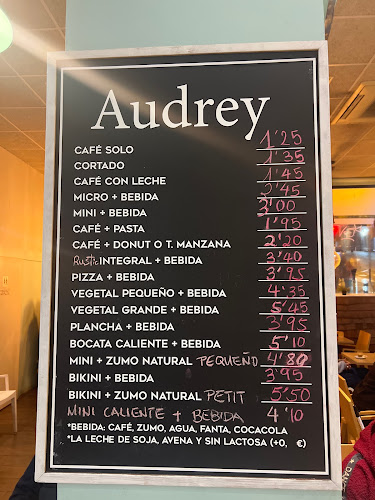 Audrey
CAFÉ SOLO 1'25
CORTADO 1'35
CAFÉ CON LECHE 1'45
MICRO + BEBIDA
MINI + BEBIDA 3'00
CAFÉ + PASTA 1'95
CAFÉ + DONUT O T. MANZANA 2'20
Rustic INTEGRAL + BEBIDA 3'40
PIZZA + BEBIDA 3'95
VEGETAL PEQUEÑO + BEBIDA 4'35
VEGETAL GRANDE + BEBIDA 5'45
PLANCHA + BEBIDA 3'95
BOCATA CALIENTE + BEBIDA 5'10
MINI + ZUMO NATURAL PEQUEÑO 4'80
BIKINI + BEBIDA 3'95
BIKINI + ZUMO NATURAL PETIT 5'50
MINI CALIENTE + BEBIDA 4'10
*BEBIDA: CAFÉ, ZUMO, AGUA, FANTA, COCACOLA
*LA LECHE DE SOJA, AVENA Y SIN LACTOSA (+0, €)